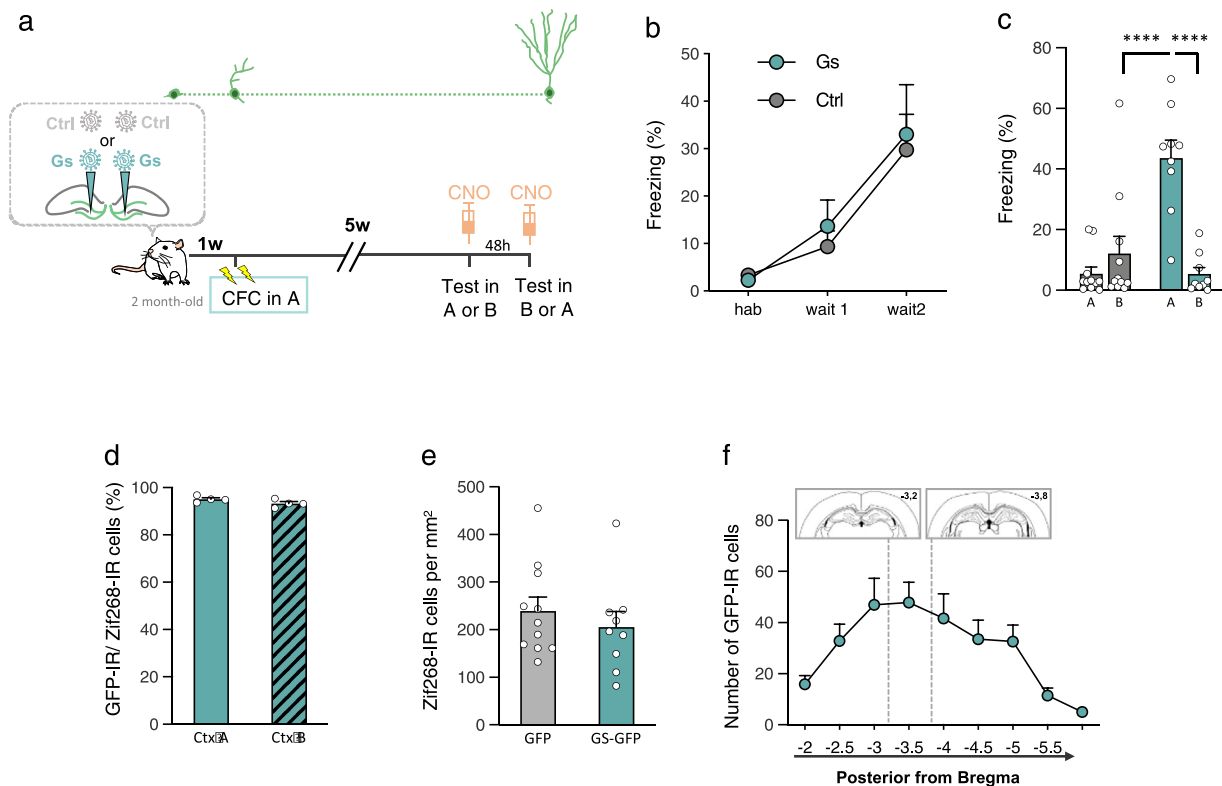 a
Ctrl Ctrl
or
Gs Gs
CNO CNO
5w
1w
48h
2 month-old
CFC in A
Test in
A or B
Test in
B or A
b
Freezing (%)
50
40
30
20
10
0
Gs
Ctrl
hab wait 1 wait2
c
**** ****
Freezing (%)
80
60
40
20
0
A B A B
d
GFP-IR/ Zif268-IR cells (%)
100
80
60
40
20
0
Ctx A Ctx B
e
Zif268-IR cells per mm²
500
400
300
200
100
0
GFP GS-GFP
f
-3,2 -3,8
Number of GFP-IR cells
80
60
40
20
0
-2 -2.5 -3 -3.5 -4 -4.5 -5 -5.5
Posterior from Bregma